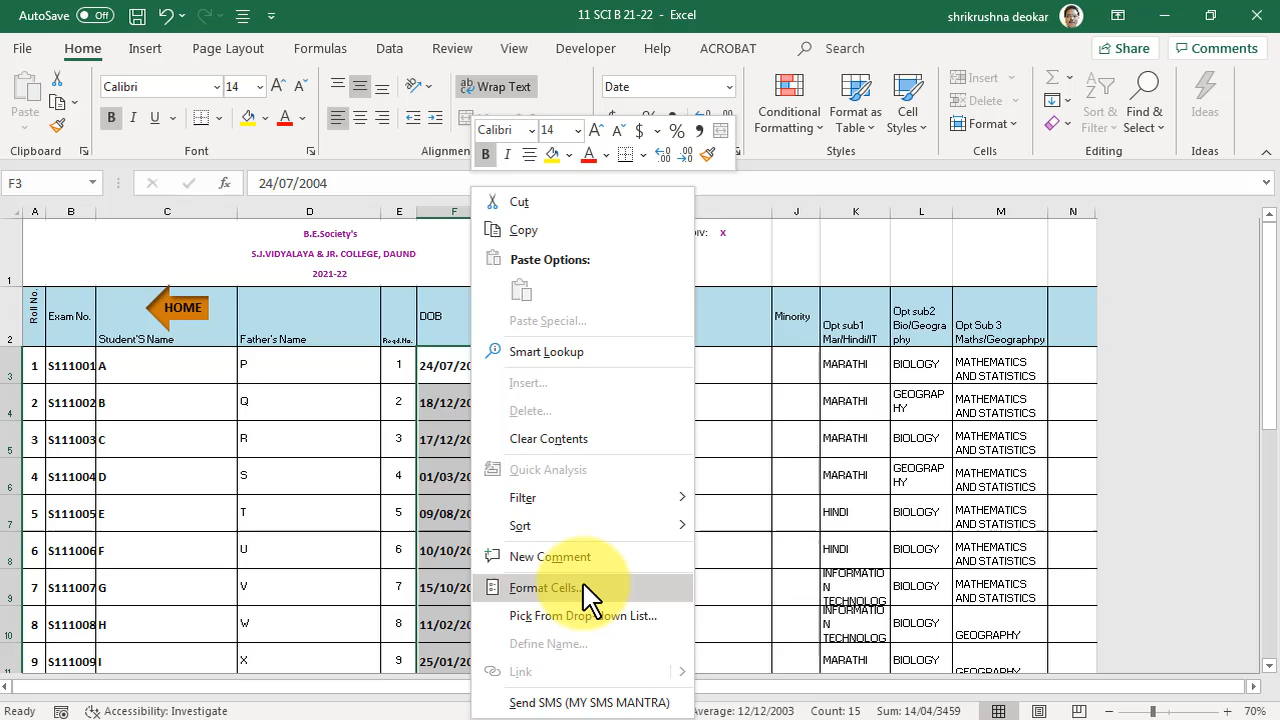 AutoSave Off
11 SCI B 21-22 - Excel
shrikrushna deokar
File Home Insert Page Layout Formulas Data Review View Developer Help ACROBAT Search Share Comments
Paste
Calibri 14
B I U
Wrap Text
Date
Conditional Formatting
Format as Table
Cell Styles
Insert
Delete
Format
Sort & Filter
Find & Select
Ideas
Clipboard Font Styles Cells Editing Ideas
Calibri 14 $ %
B I
F3 fx 24/07/2004
A B C D E F J K L M N
B.E.Society's
S.J.VIDYALAYA & JR. COLLEGE, DAUND
2021-22
DIV: X
Roll No. Exam No. Student'S Name Father's Name Regd.No. DOB Minority Opt sub1 Mar/Hindi/IT Opt sub2 Bio/Geography Opt Sub 3 Maths/Geographpy
HOME
1 S111001 A P 1 24/07/20 MARATHI BIOLOGY MATHEMATICS AND STATISTICS
2 S111002 B Q 2 18/12/20 MARATHI GEOGRAPHY MATHEMATICS AND STATISTICS
3 S111003 C R 3 17/12/20 MARATHI BIOLOGY MATHEMATICS AND STATISTICS
4 S111004 D S 4 01/03/20 MARATHI GEOGRAPHY MATHEMATICS AND STATISTICS
5 S111005 E T 5 09/08/20 HINDI BIOLOGY MATHEMATICS AND STATISTICS
6 S111006 F U 6 10/10/20 HINDI BIOLOGY MATHEMATICS AND STATISTICS
7 S111007 G V 7 15/10/20 INFORMATION TECHNOLOG BIOLOGY MATHEMATICS AND STATISTICS
8 S111008 H W 8 11/02/20 INFORMATION TECHNOLOG BIOLOGY GEOGRAPHY
9 S111009 I X 9 25/01/20 MARATHI BIOLOGY
Cut
Copy
Paste Options:
Paste Special...
Smart Lookup
Insert...
Delete...
Clear Contents
Quick Analysis
Filter
Sort
New Comment
Format Cells...
Pick From Drop-down List...
Define Name...
Link
Send SMS (MY SMS MANTRA)
Ready Accessibility: Investigate Average: 12/12/2003 Count: 15 Sum: 14/04/3459 70%